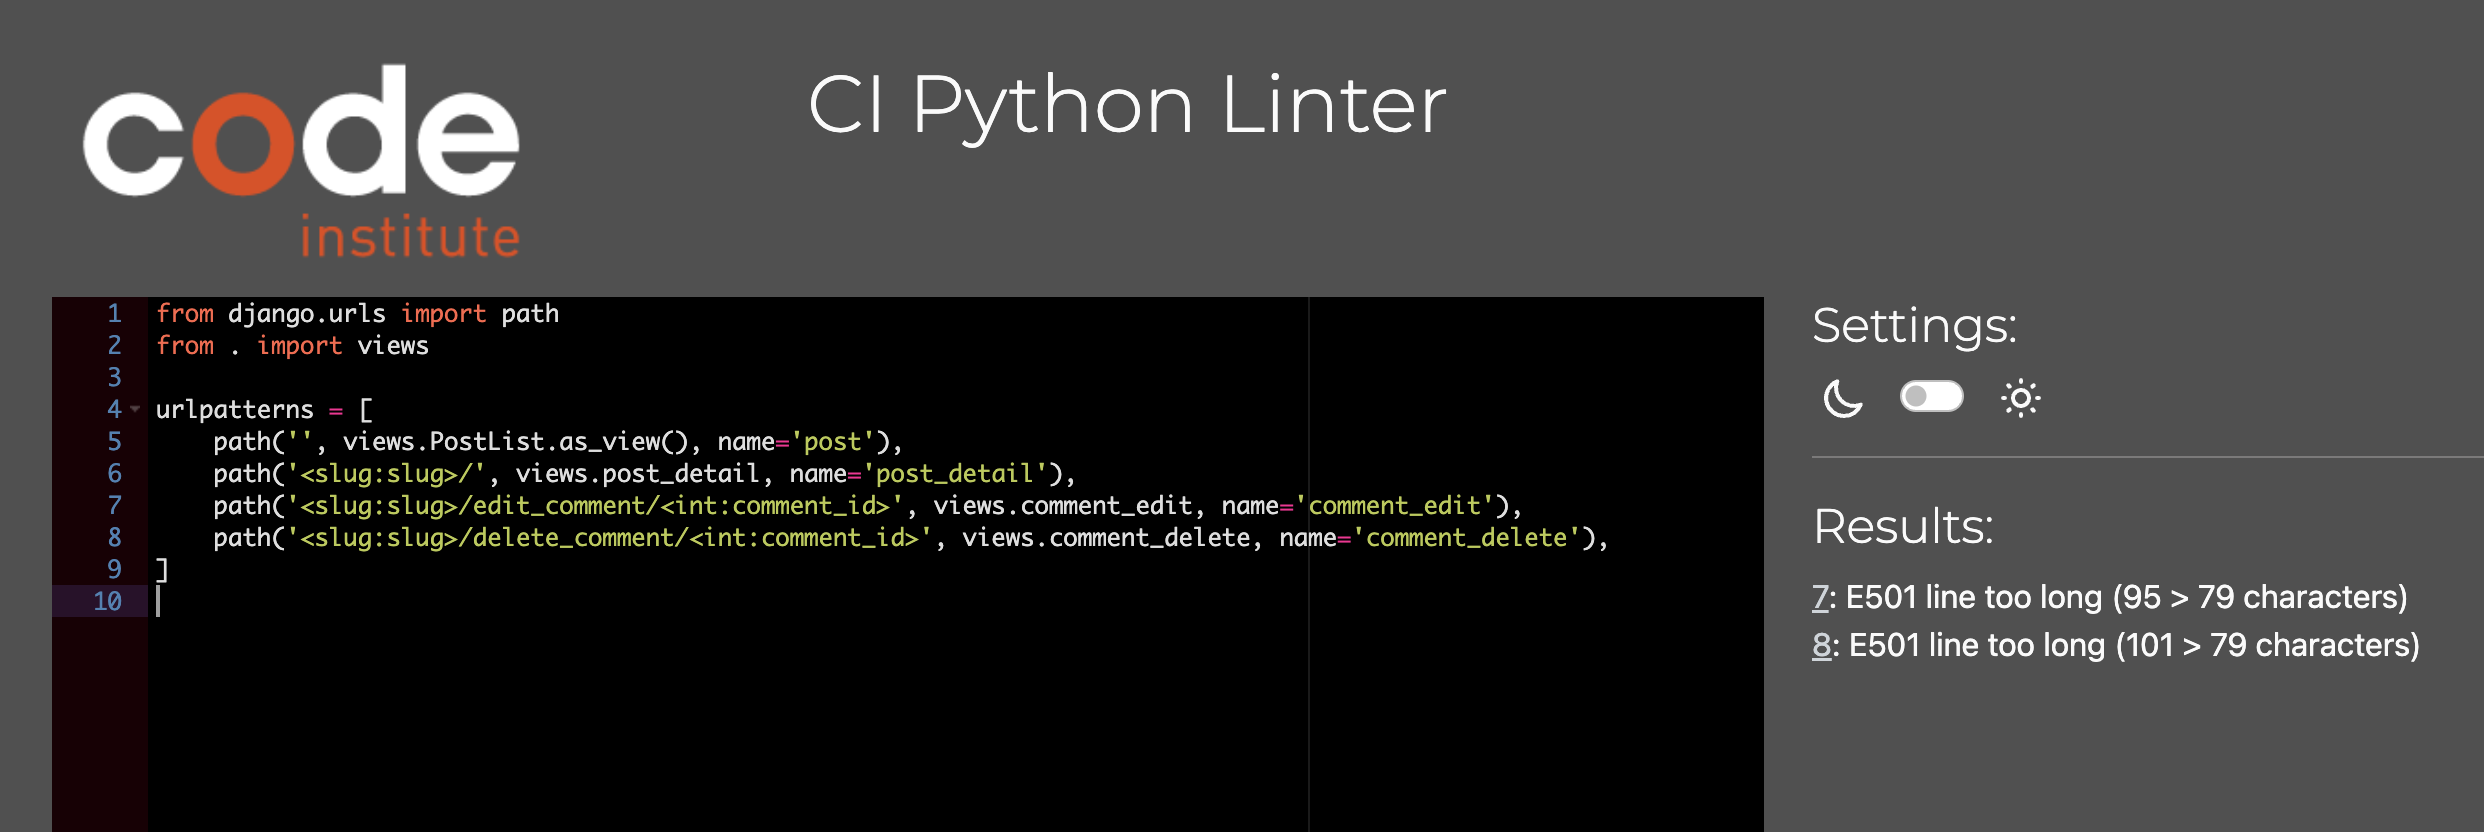 code
institute
CI Python Linter
1 from django.urls import path
2 from . import views
3
4 urlpatterns = [
5     path('', views.PostList.as_view(), name='post'),
6     path('<slug:slug>/', views.post_detail, name='post_detail'),
7     path('<slug:slug>/edit_comment/<int:comment_id>', views.comment_edit, name='comment_edit'),
8     path('<slug:slug>/delete_comment/<int:comment_id>', views.comment_delete, name='comment_delete'),
9 ]
10
Settings:
Results:
7: E501 line too long (95 > 79 characters)
8: E501 line too long (101 > 79 characters)